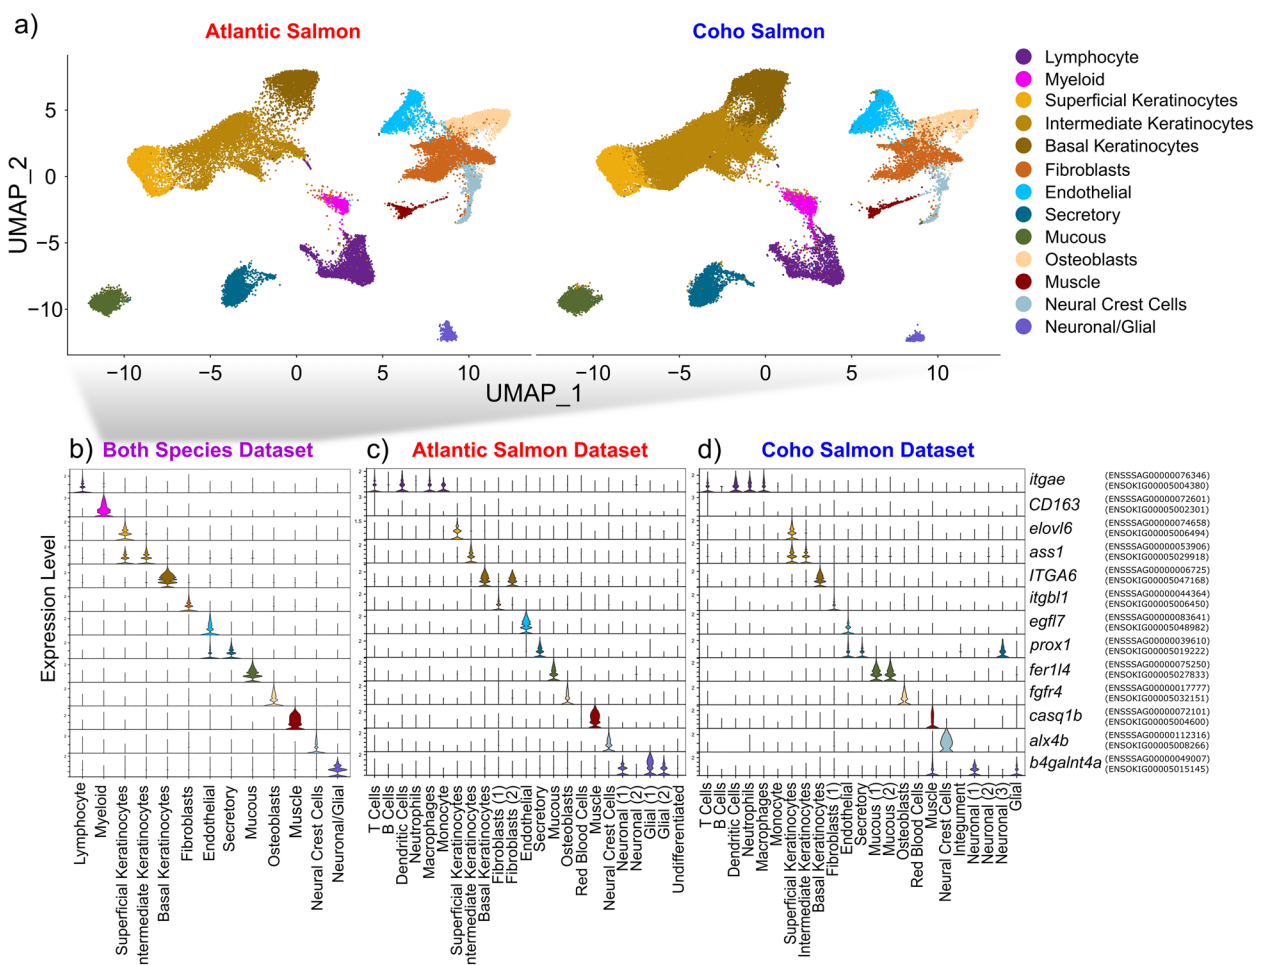 a)
Atlantic Salmon
Coho Salmon
UMAP_2
5
0
−5
−10
−10
−5
0
5
10
−10
−5
0
5
10
UMAP_1
Lymphocyte
Myeloid
Superficial Keratinocytes
Intermediate Keratinocytes
Basal Keratinocytes
Fibroblasts
Endothelial
Secretory
Mucous
Osteoblasts
Muscle
Neural Crest Cells
Neuronal/Glial
b) Both Species Dataset
c) Atlantic Salmon Dataset
d) Coho Salmon Dataset
Expression Level
itgae (ENSSSAG00000076346)
(ENSOKIG00005004380)
CD163 (ENSSSAG00000072601)
(ENSOKIG00005002301)
elovl6 (ENSSSAG00000074658)
(ENSOKIG00005006494)
ass1 (ENSSSAG00000053906)
(ENSOKIG00005029918)
ITGA6 (ENSSSAG00000006725)
(ENSOKIG00005047168)
itgbl1 (ENSSSAG00000044364)
(ENSOKIG00005006450)
egfl7 (ENSSSAG00000083641)
(ENSOKIG00005048982)
prox1 (ENSSSAG00000039610)
(ENSOKIG00005019222)
fer1l4 (ENSSSAG00000075250)
(ENSOKIG00005027833)
fgfr4 (ENSSSAG00000017777)
(ENSOKIG00005032151)
casq1b (ENSSSAG00000072101)
(ENSOKIG00005004600)
alx4b (ENSSSAG00000112316)
(ENSOKIG00005008266)
b4galnt4a (ENSSSAG00000049007)
(ENSOKIG00005015145)
Lymphocyte
Myeloid
Superficial Keratinocytes
ntermediate Keratinocytes
Basal Keratinocytes
Fibroblasts
Endothelial
Secretory
Mucous
Osteoblasts
Muscle
Neural Crest Cells
Neuronal/Glial
T Cells
B Cells
Dendritic Cells
Neutrophils
Macrophages
Monocyte
Superficial Keratinocytes
Intermediate Keratinocytes
Basal Keratinocytes
Fibroblasts (1)
Fibroblasts (2)
Endothelial
Secretory
Mucous
Osteoblasts
Red Blood Cells
Muscle
Neural Crest Cells
Neuronal (1)
Neuronal (2)
Glial (1)
Glial (2)
Undifferentiated
T Cells
B Cells
Dendritic Cells
Neutrophils
Macrophages
Monocyte
Superficial Keratinocytes
Intermediate Keratinocytes
Basal Keratinocytes
Fibroblasts (1)
Endothelial
Secretory
Mucous (1)
Mucous (2)
Osteoblasts
Red Blood Cells
Muscle
Neural Crest Cells
Integument
Neuronal (1)
Neuronal (2)
Neuronal (3)
Glial